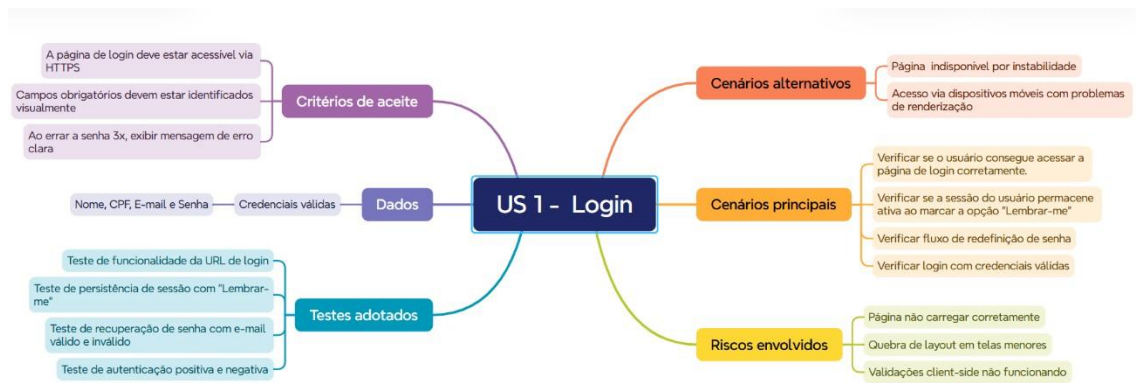 A página de login deve estar acessível via
HTTPS
Campos obrigatórios devem estar identificados
visualmente
Ao errar a senha 3x, exibir mensagem de erro
clara
Critérios de aceite
Nome, CPF, E-mail e Senha
Credenciais válidas
Dados
Teste de funcionalidade da URL de login
Teste de persistência de sessão com "Lembrar-
me"
Teste de recuperação de senha com e-mail
válido e inválido
Teste de autenticação positiva e negativa
Testes adotados
US 1 - Login
Cenários alternativos
Página indisponível por instabilidade
Acesso via dispositivos móveis com problemas
de renderização
Cenários principais
Verificar se o usuário consegue acessar a
página de login corretamente.
Verificar se a sessão do usuário permacene
ativa ao marcar a opção "Lembrar-me"
Verificar fluxo de redefinição de senha
Verificar login com credenciais válidas
Riscos envolvidos
Página não carregar corretamente
Quebra de layout em telas menores
Validações client-side não funcionando